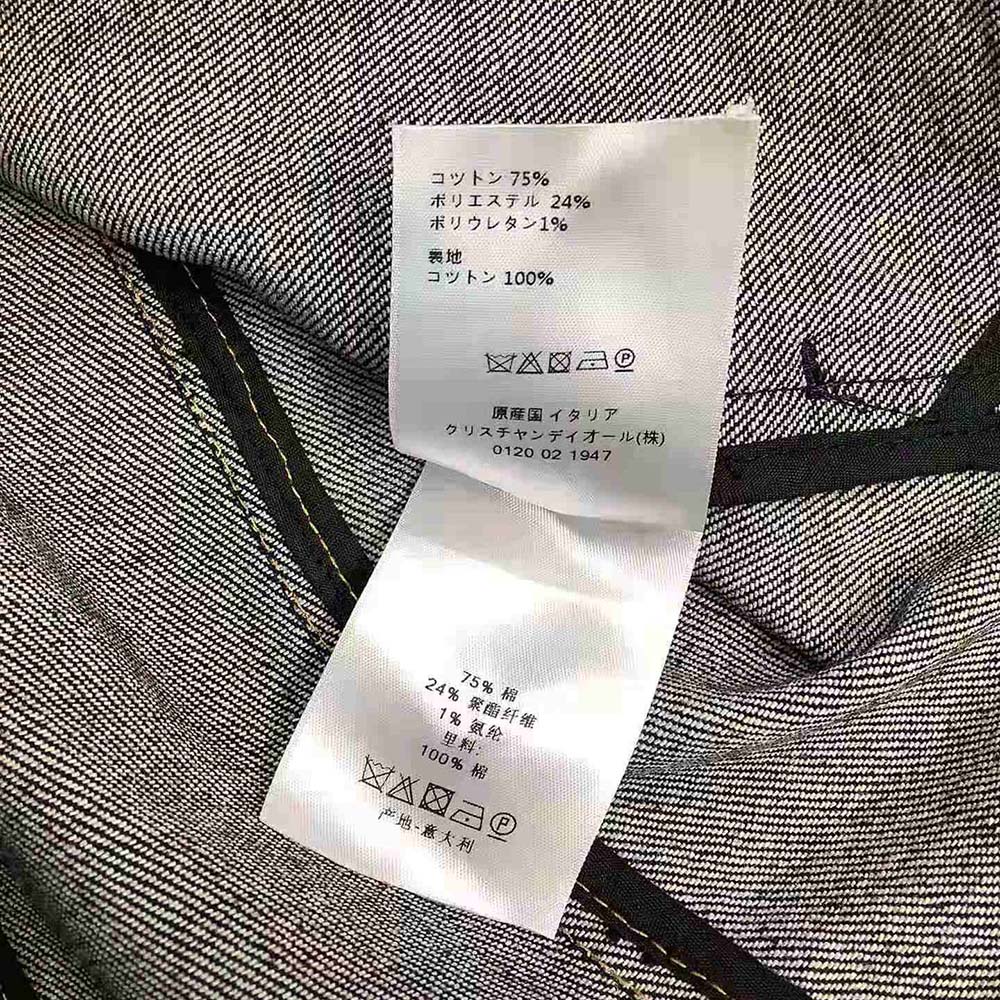 コットン 75%
ポリエステル 24%
ポリウレタン1%
裏地
コットン 100%
原産国 イタリア
クリスチャンディオール(株)
0120 02 1947
75% 棉
24% 聚酯纤维
1% 氨纶
里料:
100% 棉
产地-意大利